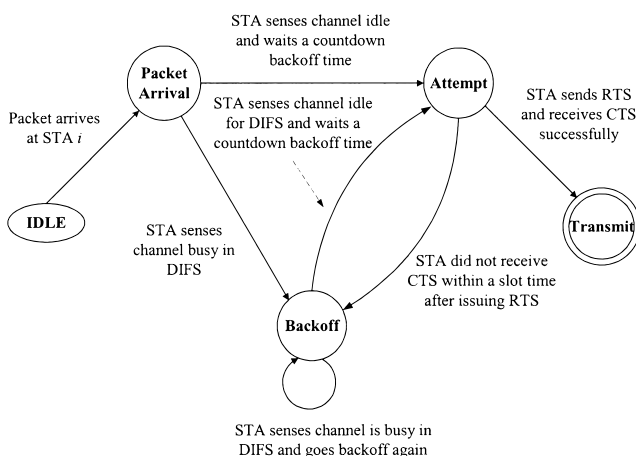 STA senses channel idle
and waits a countdown
backoff time
Packet
Arrival
Attempt
STA senses channel idle
for DIFS and waits a
countdown backoff time
STA sends RTS
and receives CTS
successfully
Packet arrives
at STA i
IDLE
Transmit
STA senses
channel busy in
DIFS
STA did not receive
CTS within a slot time
after issuing RTS
Backoff
STA senses channel is busy in
DIFS and goes backoff again